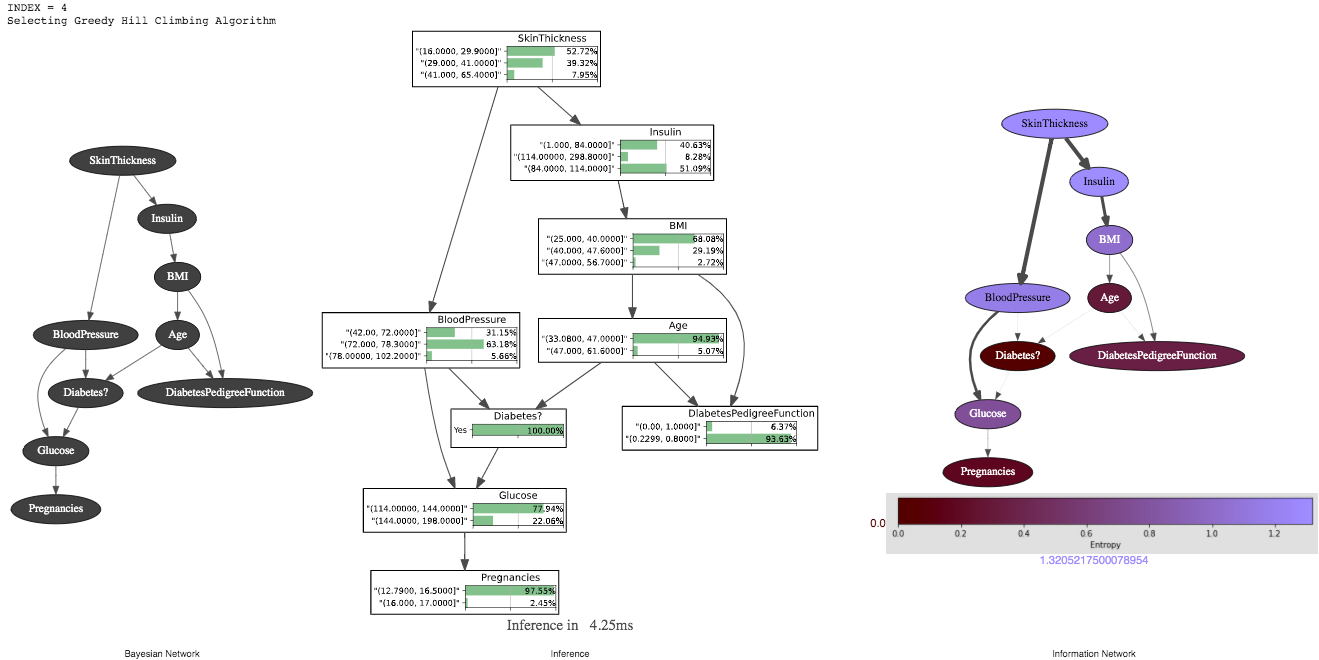 INDEX = 4
Selecting Greedy Hill Climbing Algorithm
SkinThickness
Insulin
BMI
BloodPressure
Age
Diabetes?
DiabetesPedigreeFunction
Glucose
Pregnancies
Bayesian Network
SkinThickness
"(16.0000, 29.9000]" 52.72%
"(29.000, 41.0000]" 39.32%
"(41.000, 65.4000]" 7.95%
Insulin
"(1.000, 84.0000]" 40.63%
"(114.00000, 298.8000]" 8.28%
"(84.0000, 114.0000]" 51.09%
BMI
"(25.000, 40.0000]" 68.08%
"(40.000, 47.6000]" 29.19%
"(47.0000, 56.7000]" 2.72%
BloodPressure
"(42.00, 72.0000]" 31.15%
"(72.0000, 78.3000]" 63.18%
"(78.00000, 102.2000]" 5.66%
Age
"(33.0800, 47.0000]" 94.93%
"(47.000, 61.6000]" 5.07%
Diabetes?
Yes 100.00%
DiabetesPedigreeFunction
"(0.00, 1.0000]" 6.37%
"(0.2299, 0.8000]" 93.63%
Glucose
"(114.00000, 144.0000]" 77.94%
"(144.0000, 198.0000]" 22.06%
Pregnancies
"(12.7900, 16.5000]" 97.55%
"(16.000, 17.0000]" 2.45%
Inference in 4.25ms
Inference
SkinThickness
Insulin
BMI
BloodPressure
Age
Diabetes?
DiabetesPedigreeFunction
Glucose
Pregnancies
0.0
0.0 0.2 0.4 0.6 0.8 1.0 1.2
Entropy
1.3205217500078954
Information Network